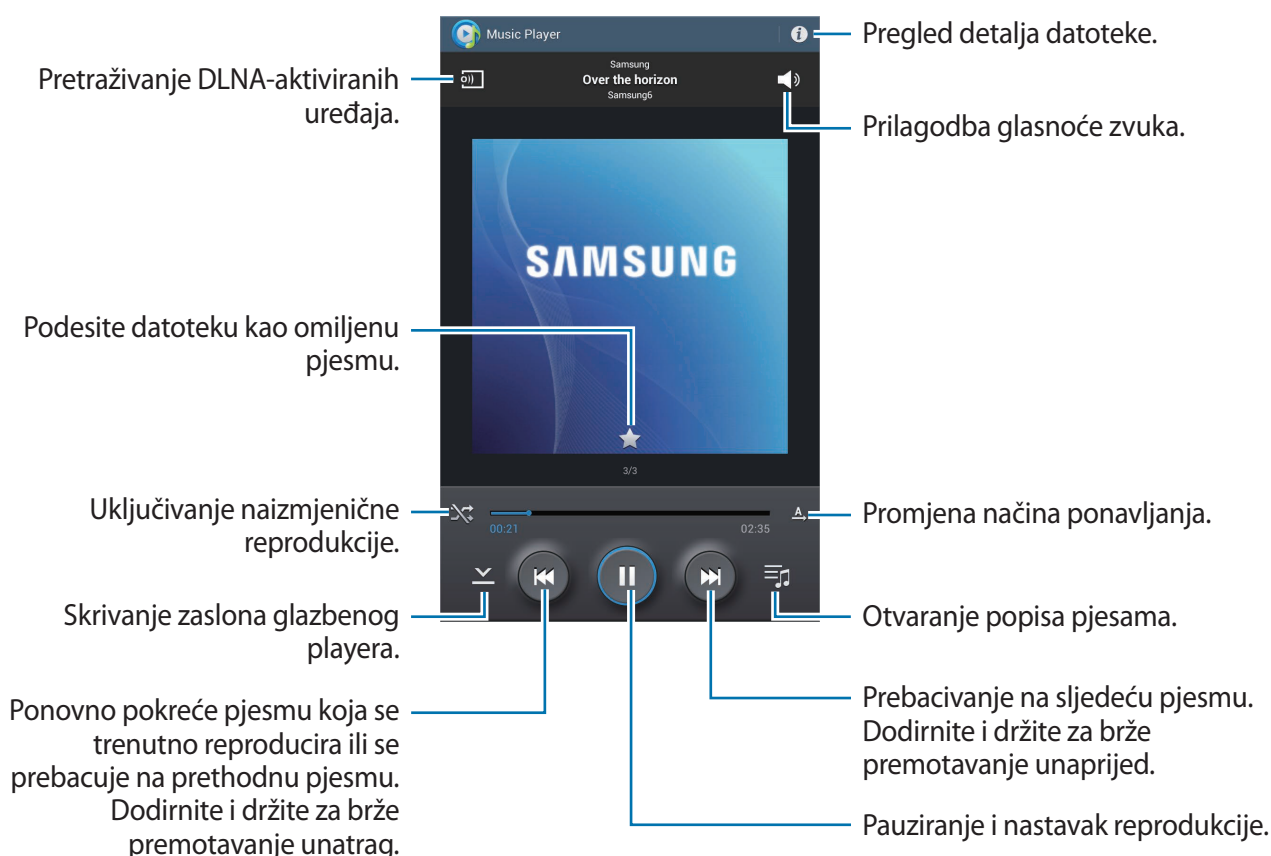 Music Player
Pregled detalja datoteke.
Pretraživanje DLNA-aktiviranih
uređaja.
Samsung
Over the horizon
Samsung6
Prilagodba glasnoće zvuka.
SAMSUNG
Podesite datoteku kao omiljenu
pjesmu.
3/3
Uključivanje naizmjenične
reprodukcije.
00:21
02:35
A
Promjena načina ponavljanja.
Skrivanje zaslona glazbenog
playera.
Otvaranje popisa pjesama.
Ponovno pokreće pjesmu koja se
trenutno reproducira ili se
prebacuje na prethodnu pjesmu.
Dodirnite i držite za brže
premotavanje unatrag.
Prebacivanje na sljedeću pjesmu.
Dodirnite i držite za brže
premotavanje unaprijed.
Pauziranje i nastavak reprodukcije.